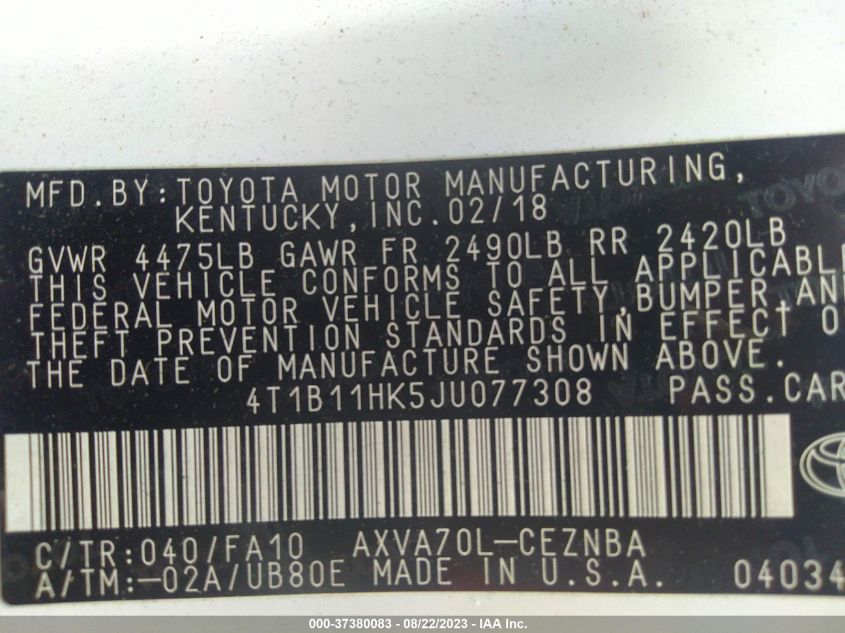 MFD. BY: TOYOTA MOTOR MANUFACTURING,
KENTUCKY, INC. 02/18
GVWR 4475LB GAWR FR 2490LB RR 2420LB
THIS VEHICLE CONFORMS TO ALL APPLICABLE
FEDERAL MOTOR VEHICLE SAFETY, BUMPER, AN
THEFT PREVENTION STANDARDS IN EFFECT O
THE DATE OF MANUFACTURE SHOWN ABOVE.
4T1B11HK5JU077308 PASS. CAR
C/TR: 040/FA10 AXVA70L-CEZNBA
A/TM: -02A/UB80E MADE IN U.S.A. 04034
000-37380083 - 08/22/2023 - IAA Inc.